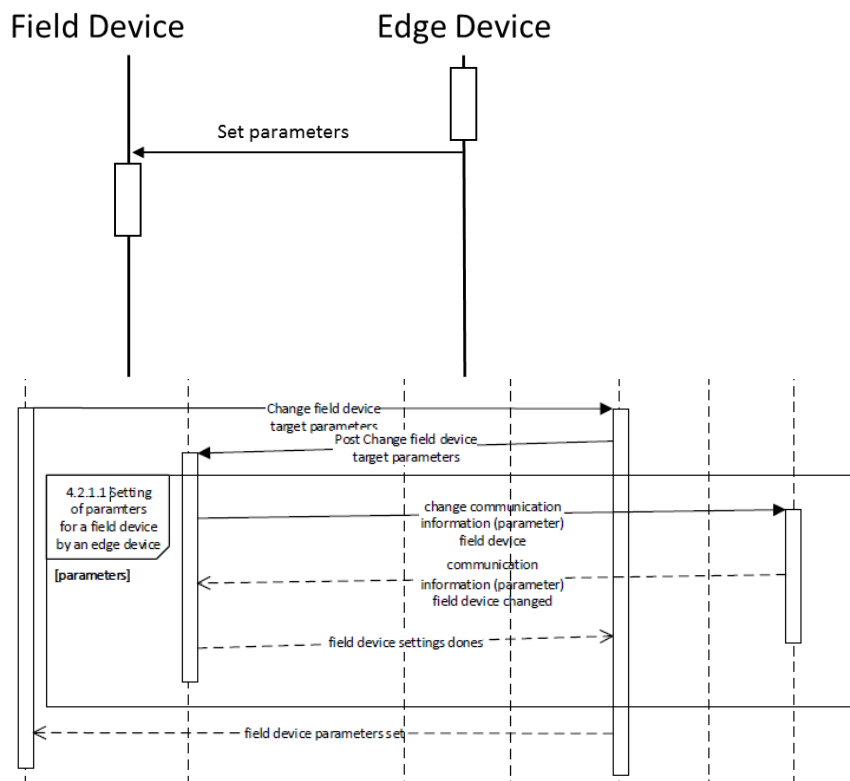 Field Device
Edge Device
Set parameters
Change field device
target parameters
Post Change field device
target parameters
4.2.1.1 Setting
of paramters
for a field device
by an edge device
[parameters]
change communication
information (parameter)
field device
communication
information (parameter)
field device changed
field device settings dones
field device parameters set